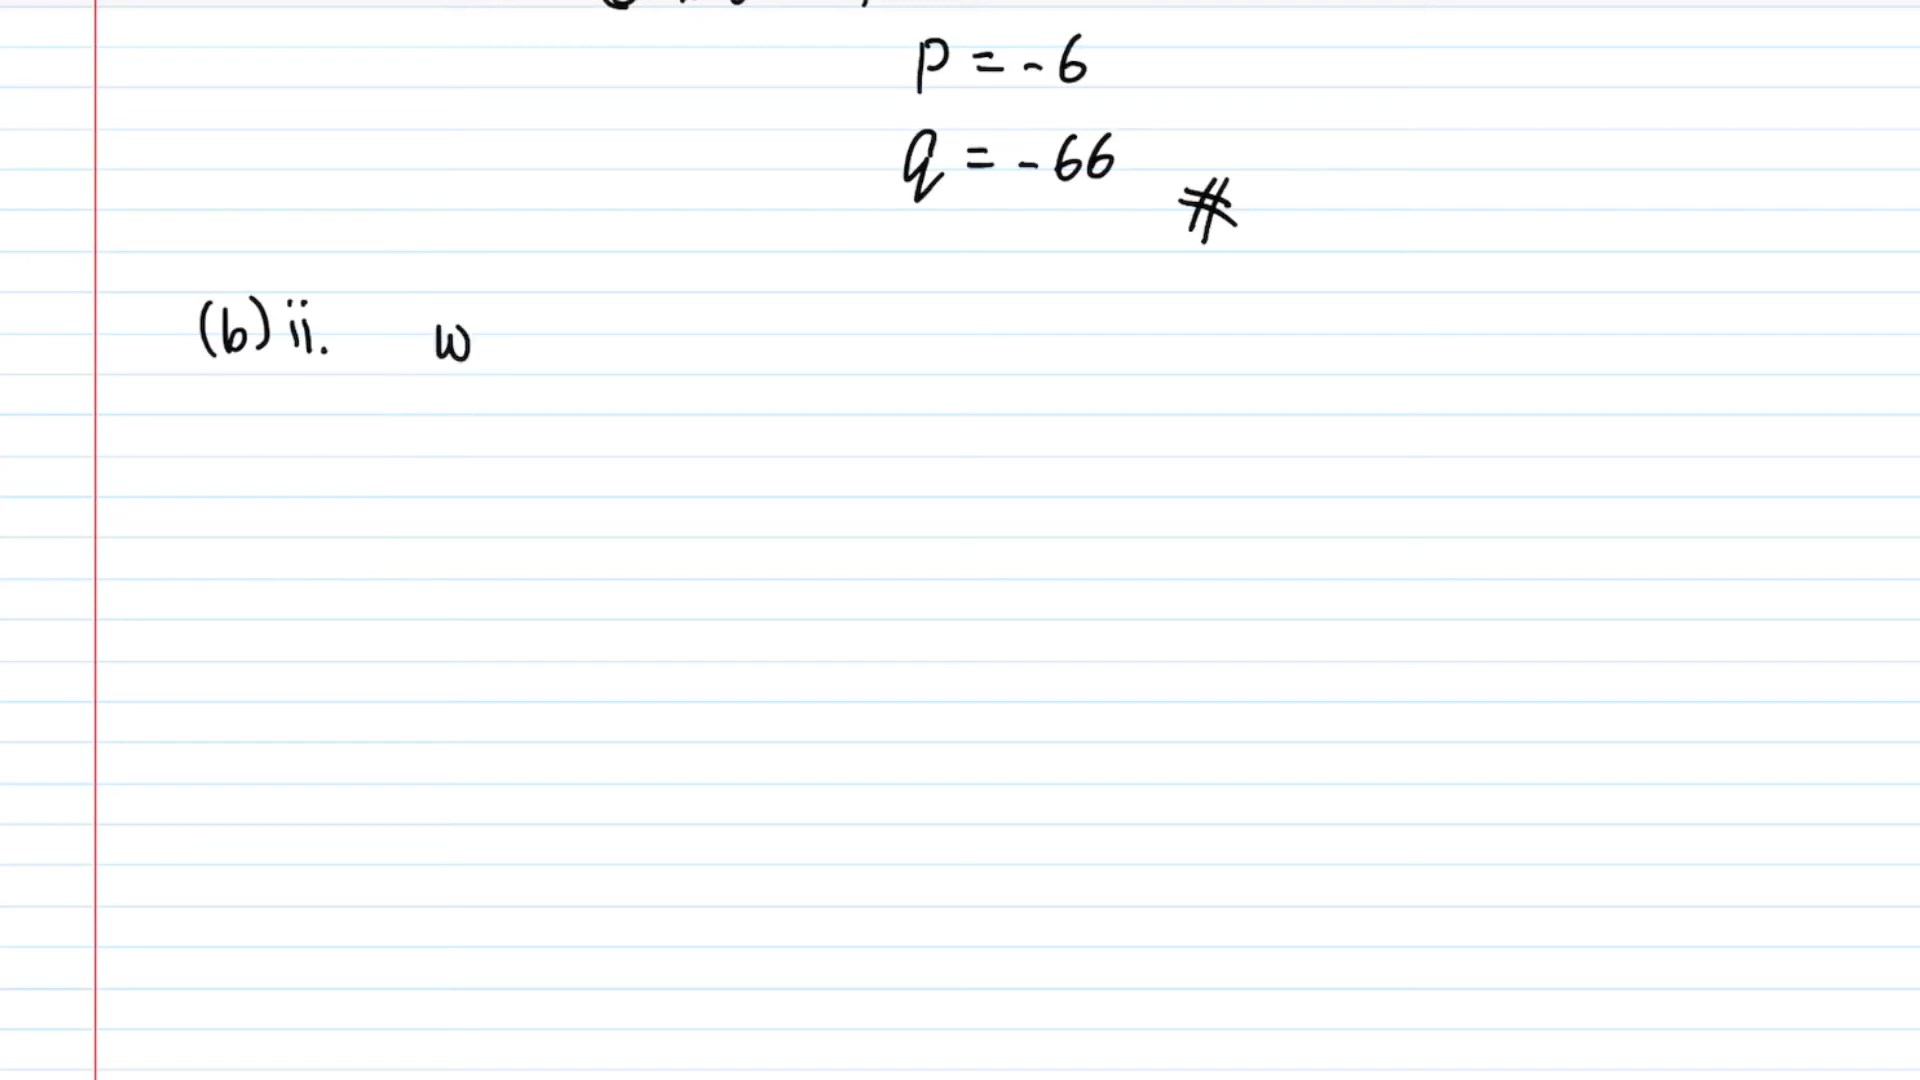 p = -6
q = -66 #
(b) ii. w